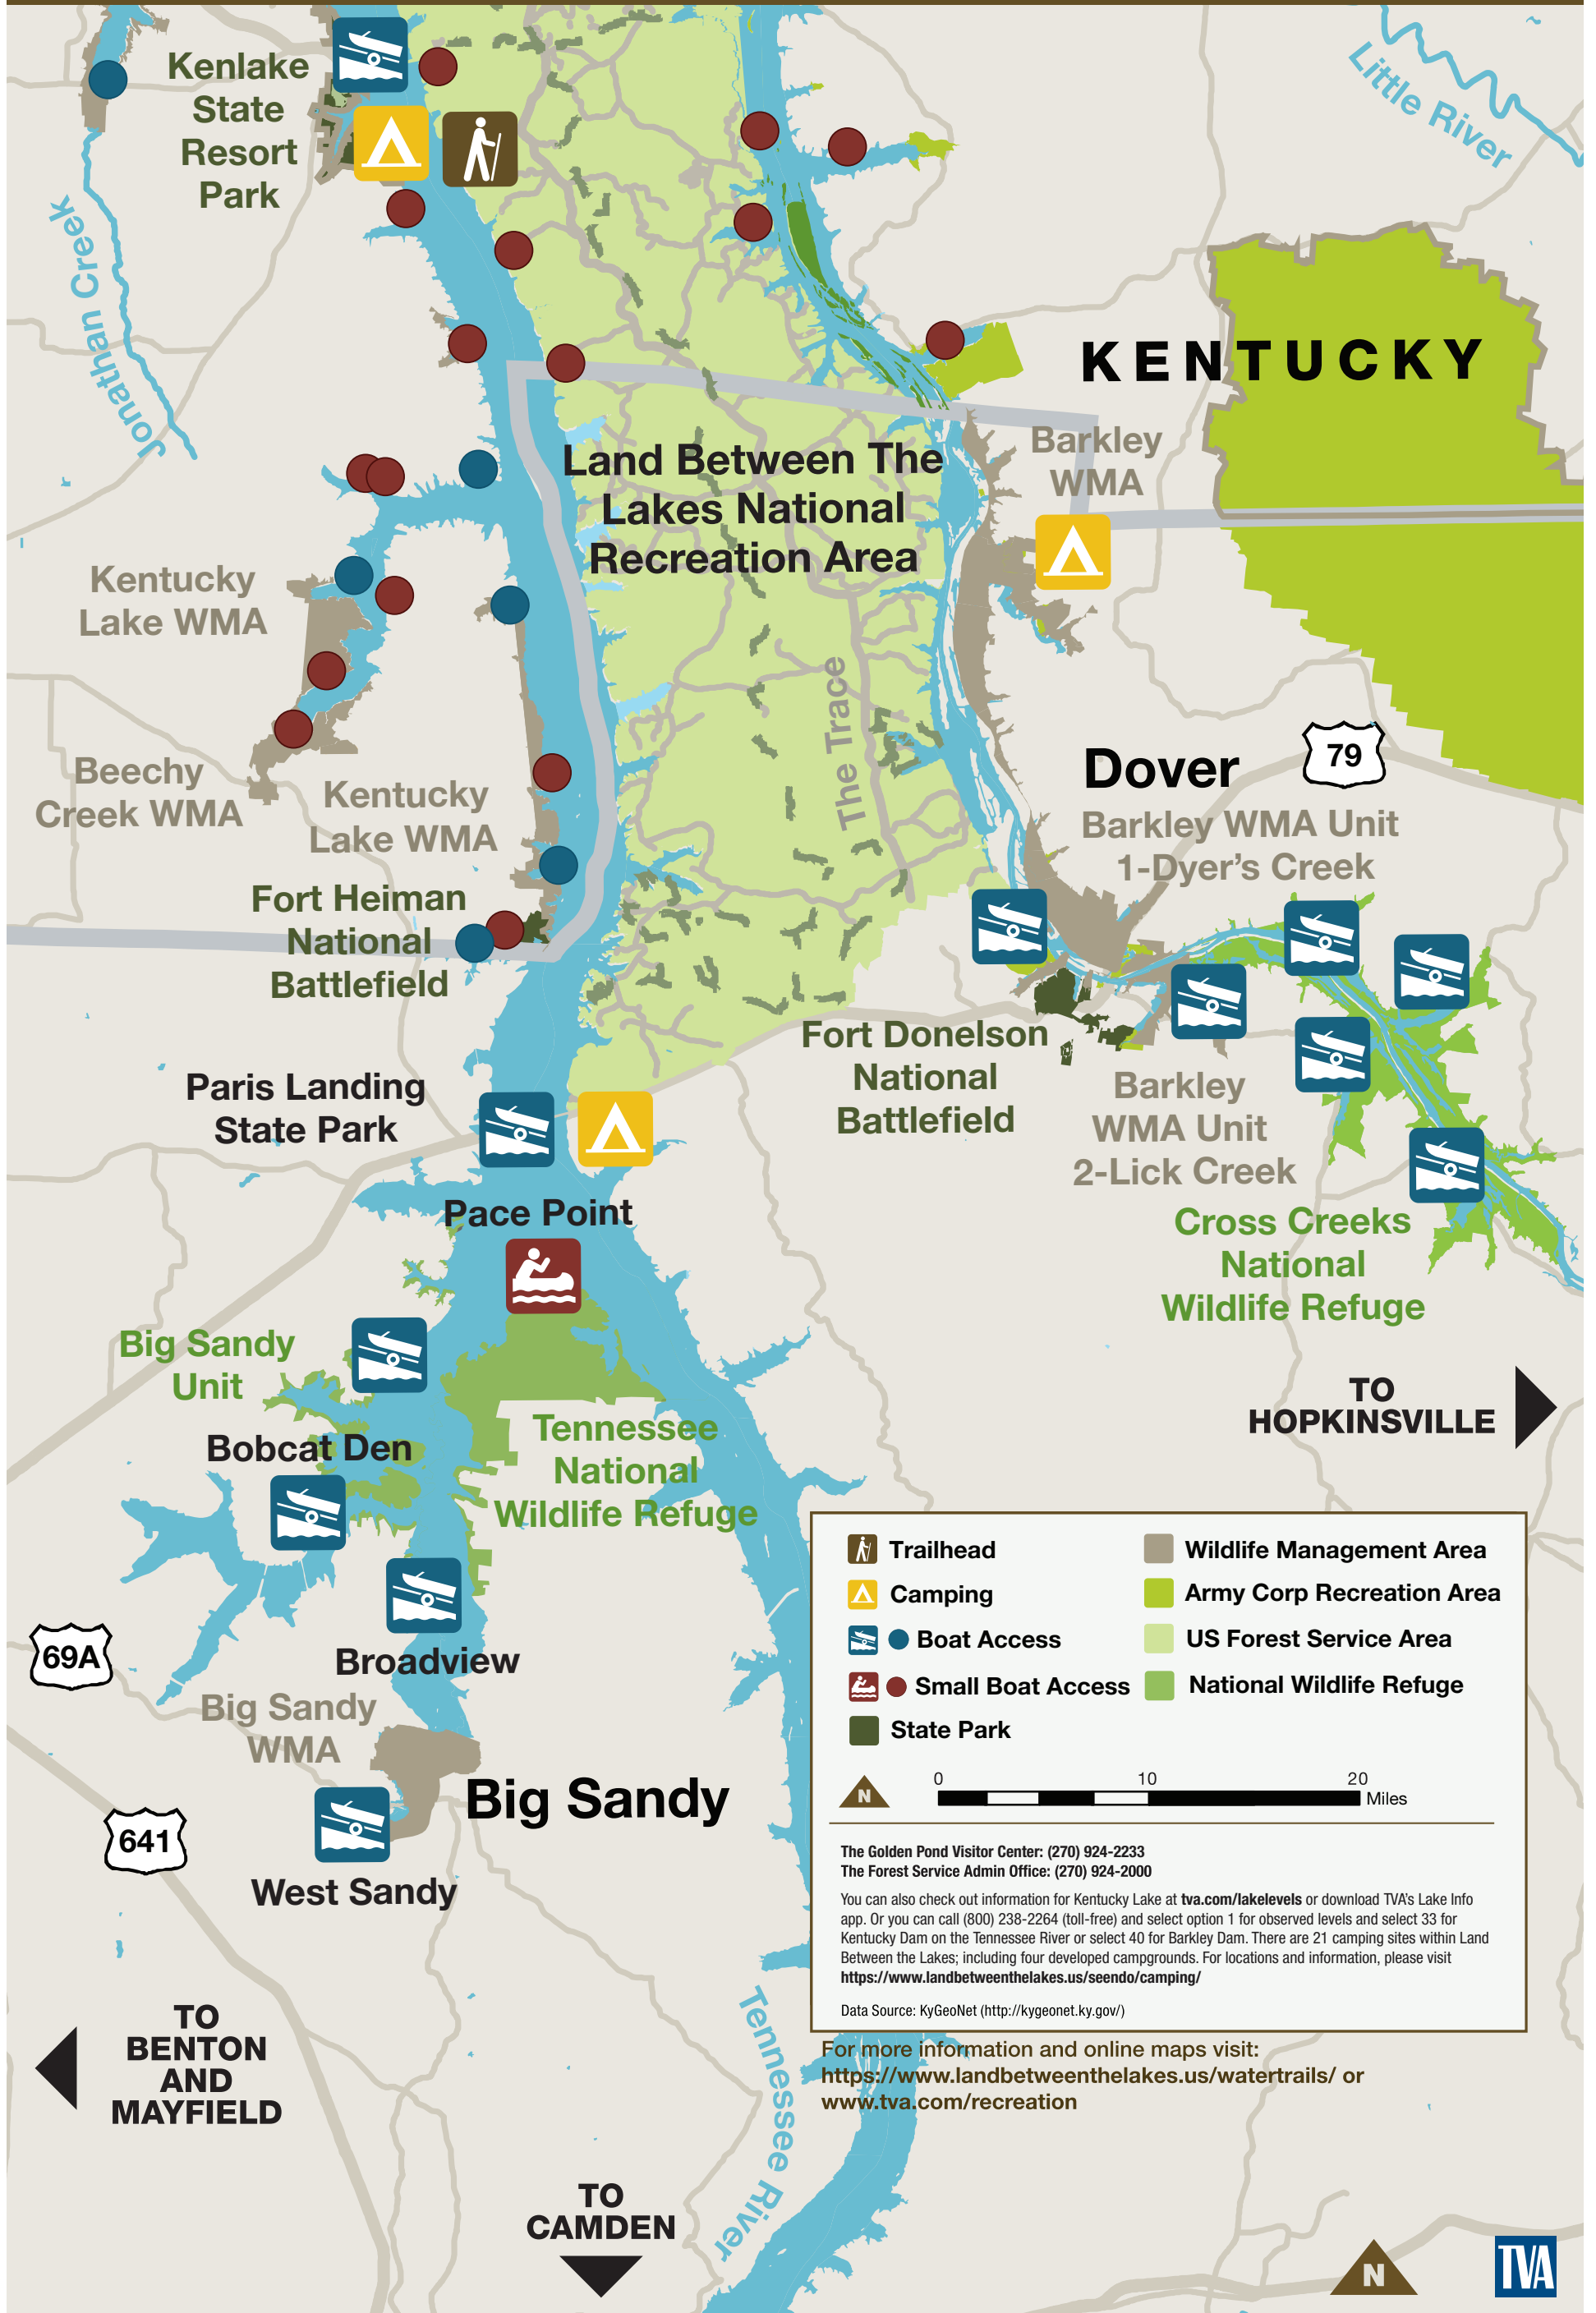 Kenlake
State
Resort
Park
Little River
Jonathan Creek
KENTUCKY
Barkley
WMA
Land Between The
Lakes National
Recreation Area
Kentucky
Lake WMA
The Trace
Beechy
Creek WMA
Kentucky
Lake WMA
Dover
79
Barkley WMA Unit
1-Dyer's Creek
Fort Heiman
National
Battlefield
Fort Donelson
National
Battlefield
Paris Landing
State Park
Barkley
WMA Unit
2-Lick Creek
Pace Point
Cross Creeks
National
Wildlife Refuge
Big Sandy
Unit
TO
HOPKINSVILLE
Bobcat Den
Tennessee
National
Wildlife Refuge
Broadview
69A
Big Sandy
WMA
Big Sandy
641
West Sandy
Trailhead
Camping
Boat Access
Small Boat Access
State Park
Wildlife Management Area
Army Corp Recreation Area
US Forest Service Area
National Wildlife Refuge
N
0 10 20
Miles
The Golden Pond Visitor Center: (270) 924-2233
The Forest Service Admin Office: (270) 924-2000
You can also check out information for Kentucky Lake at tva.com/lakelevels or download TVA's Lake Info
app. Or you can call (800) 238-2264 (toll-free) and select option 1 for observed levels and select 33 for
Kentucky Dam on the Tennessee River or select 40 for Barkley Dam. There are 21 camping sites within Land
Between the Lakes; including four developed campgrounds. For locations and information, please visit
https://www.landbetweenthelakes.us/seendo/camping/
Data Source: KyGeoNet (http://kygeonet.ky.gov/)
For more information and online maps visit:
https://www.landbetweenthelakes.us/watertrails/ or
www.tva.com/recreation
Tennessee River
TO
BENTON
AND
MAYFIELD
TO
CAMDEN
N
TVA